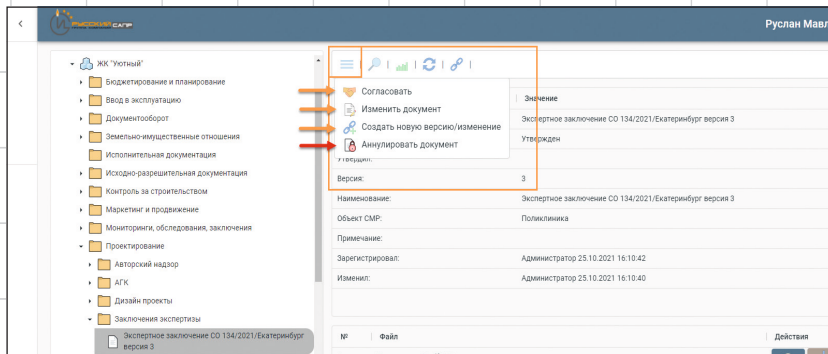 РУССКИЙ САПР
Руслан Мавл
ЖК "Уютный"
Бюджетирование и планирование
Ввод в эксплуатацию
Документооборот
Земельно-имущественные отношения
Исполнительная документация
Исходно-разрешительная документация
Контроль за строительством
Маркетинг и продвижение
Мониторинги, обследования, заключения
Проектирование
Авторский надзор
АГК
Дизайн проекты
Заключения экспертизы
Экспертное заключение СО 134/2021/Екатеринбург
версия 3
Согласовать
Изменить документ
Создать новую версию/изменение
Аннулировать документ
Значение
Экспертное заключение СО 134/2021/Екатеринбург версия 3
Утвержден
Утвердил:
Версия: 3
Наименование: Экспертное заключение СО 134/2021/Екатеринбург версия 3
Объект СМР: Поликлиника
Примечание:
Зарегистрировал: Администратор 25.10.2021 16:10:42
Изменил: Администратор 25.10.2021 16:10:40
№ Файл Действия